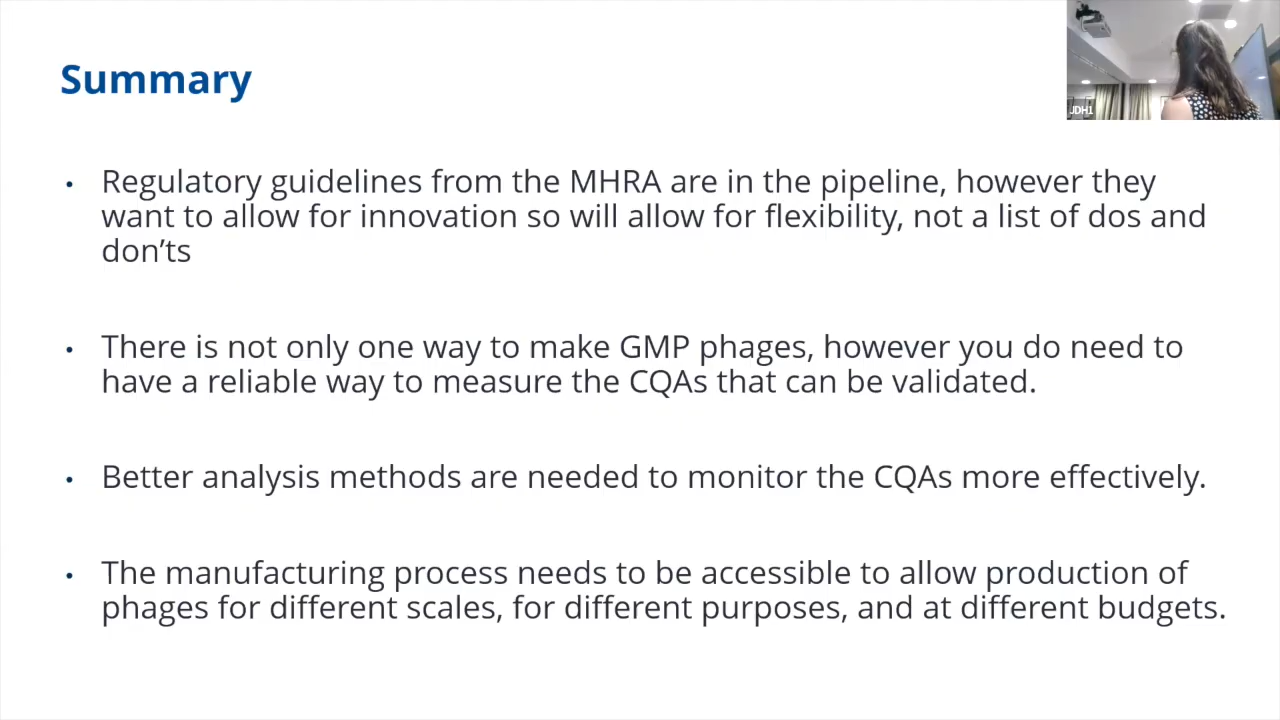 Summary
JDH1
• Regulatory guidelines from the MHRA are in the pipeline, however they
want to allow for innovation so will allow for flexibility, not a list of dos and
don’ts
• There is not only one way to make GMP phages, however you do need to
have a reliable way to measure the CQAs that can be validated.
• Better analysis methods are needed to monitor the CQAs more effectively.
• The manufacturing process needs to be accessible to allow production of
phages for different scales, for different purposes, and at different budgets.